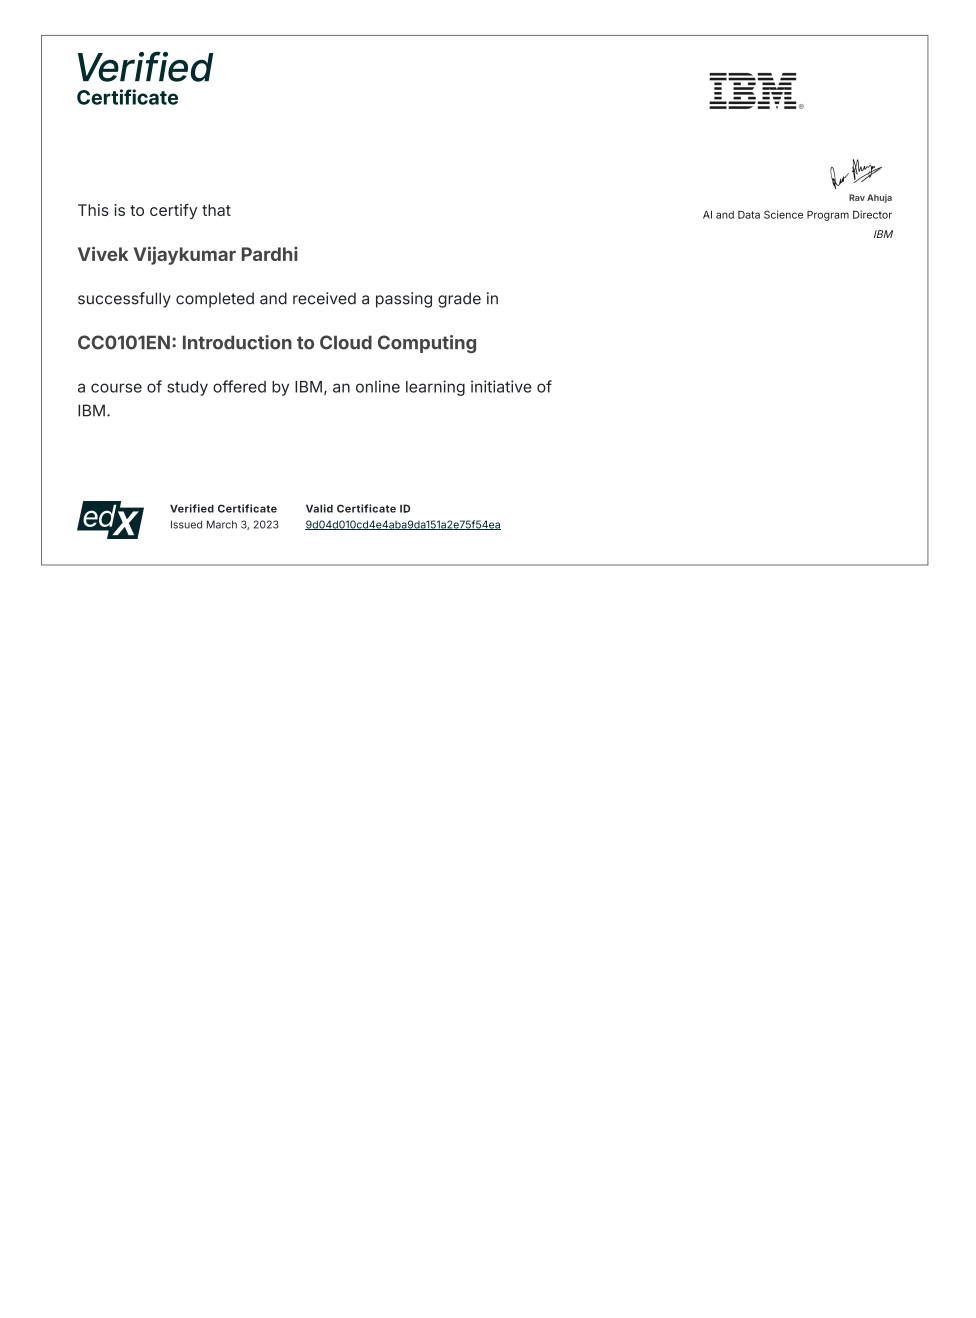 Verified
Certificate
IBM®
Rav Ahuja
AI and Data Science Program Director
IBM
This is to certify that
Vivek Vijaykumar Pardhi
successfully completed and received a passing grade in
CC0101EN: Introduction to Cloud Computing
a course of study offered by IBM, an online learning initiative of
IBM.
edX
Verified Certificate
Issued March 3, 2023
Valid Certificate ID
9d04d010cd4e4aba9da151a2e75f54ea